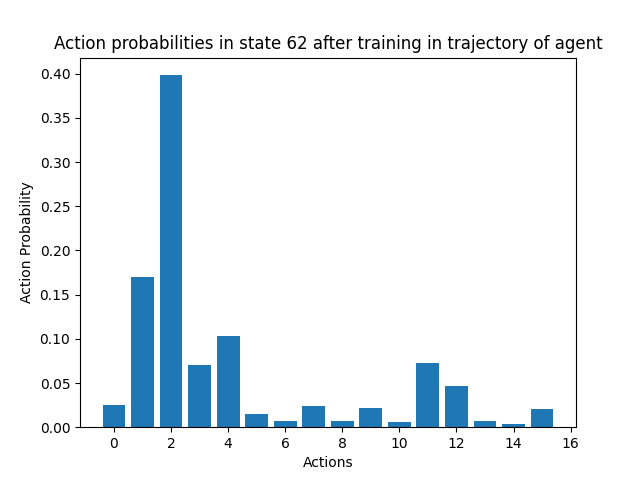 Action probabilities in state 62 after training in trajectory of agent
0.40
0.35
0.30
0.25
0.20
0.15
0.10
0.05
0.00
Action Probability
0 2 4 6 8 10 12 14 16
Actions